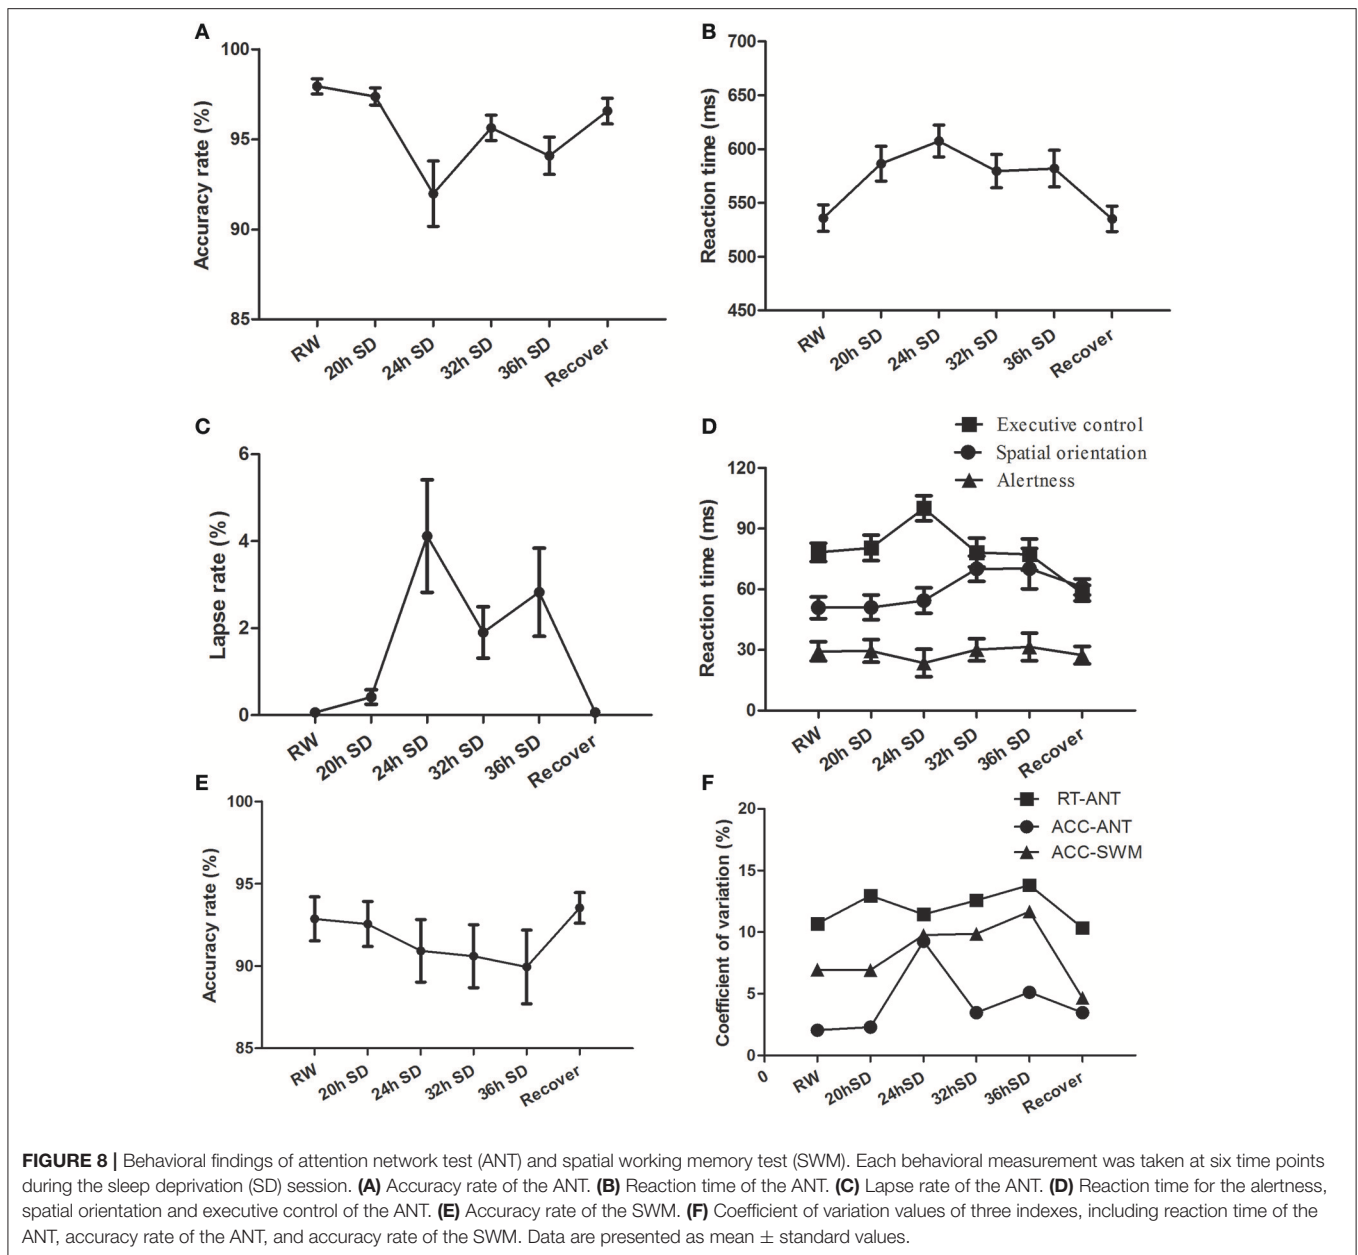 A
Accuracy rate (%)
100
95
90
85
RW
20h SD
24h SD
32h SD
36h SD
Recover
B
Reaction time (ms)
700
650
600
550
500
450
RW
20h SD
24h SD
32h SD
36h SD
Recover
C
Lapse rate (%)
6
4
2
0
RW
20h SD
24h SD
32h SD
36h SD
Recover
D
Executive control
Spatial orientation
Alertness
Reaction time (ms)
120
90
60
30
0
RW
20h SD
24h SD
32h SD
36h SD
Recover
E
Accuracy rate (%)
100
95
90
85
RW
20h SD
24h SD
32h SD
36h SD
Recover
F
RT-ANT
ACC-ANT
ACC-SWM
Coefficient of variation (%)
20
15
10
5
0
0
RW
20hSD
24hSD
32hSD
36hSD
Recover
FIGURE 8 | Behavioral findings of attention network test (ANT) and spatial working memory test (SWM). Each behavioral measurement was taken at six time points
during the sleep deprivation (SD) session. (A) Accuracy rate of the ANT. (B) Reaction time of the ANT. (C) Lapse rate of the ANT. (D) Reaction time for the alertness,
spatial orientation and executive control of the ANT. (E) Accuracy rate of the SWM. (F) Coefficient of variation values of three indexes, including reaction time of the
ANT, accuracy rate of the ANT, and accuracy rate of the SWM. Data are presented as mean ± standard values.